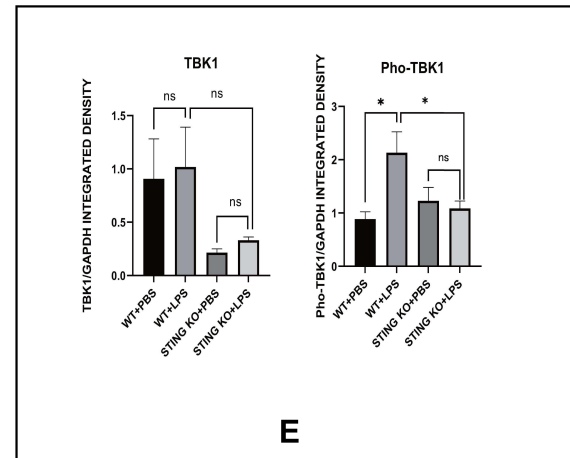 TBK1
TBK1/GAPDH INTEGRATED DENSITY
ns
ns
ns
1.5
1.0
0.5
0.0
WT+PBS
WT+LPS
STING KO+PBS
STING KO+LPS
Pho-TBK1
Pho-TBK1/GAPDH INTEGRATED DENSITY
*
*
ns
3
2
1
0
WT+PBS
WT+LPS
STING KO+PBS
STING KO+LPS
E